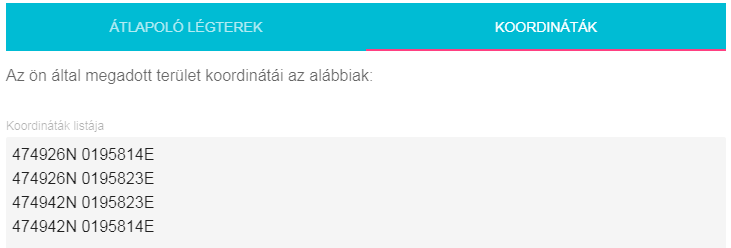 ÁTLAPOLÓ LÉGTEREK
KOORDINÁTÁK
Az ön által megadott terület koordinátái az alábbiak:
Koordináták listája
474926N 0195814E
474926N 0195823E
474942N 0195823E
474942N 0195814E